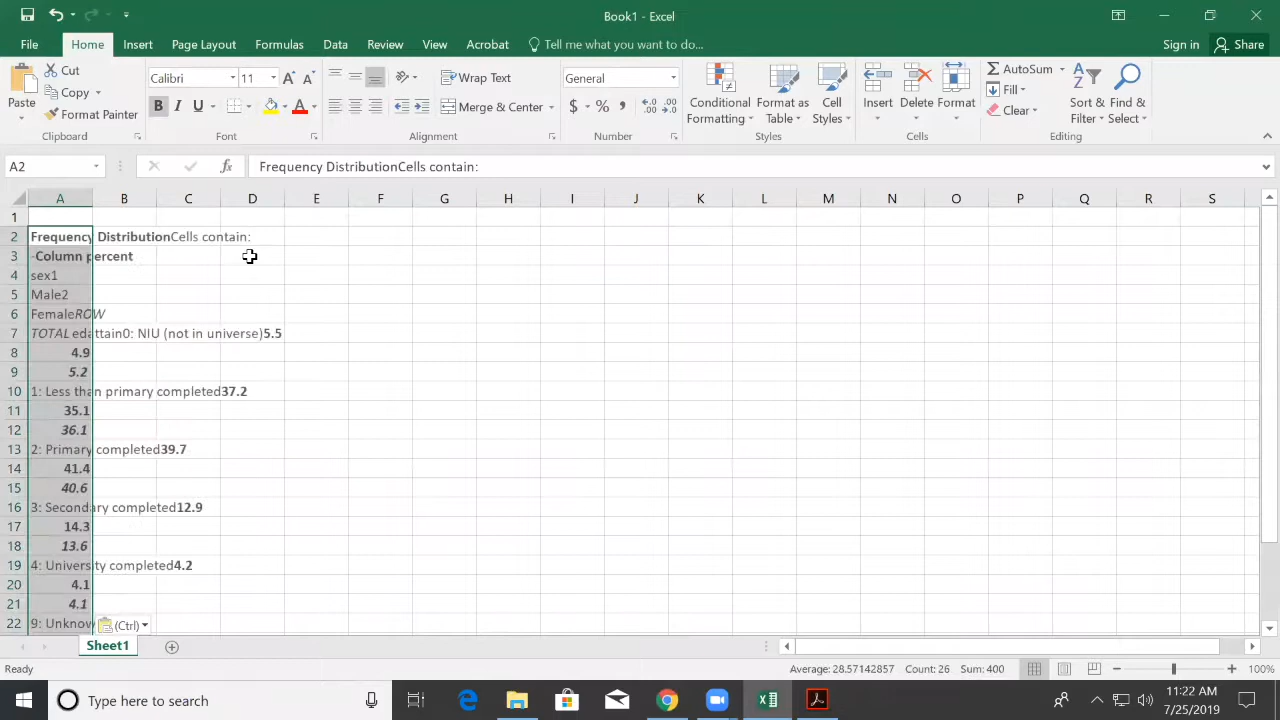 Book1 - Excel
File Home Insert Page Layout Formulas Data Review View Acrobat Tell me what you want to do... Sign in Share
Paste Cut Copy Format Painter Clipboard
Calibri 11 B I U A Font
Wrap Text Merge & Center Alignment
General $ % , Number
Conditional Formatting Format as Table Cell Styles Styles
Insert Delete Format Cells
AutoSum Fill Clear Sort & Filter Find & Select Editing
A2 fx Frequency DistributionCells contain:
A B C D E F G H I J K L M N O P Q R S
1
2 Frequency DistributionCells contain:
3 -Column percent
4 sex1
5 Male2
6 FemaleROW
7 TOTAL edattain0: NIU (not in universe)5.5
8 4.9
9 5.2
10 1: Less than primary completed37.2
11 35.1
12 36.1
13 2: Primary completed39.7
14 41.4
15 40.6
16 3: Secondary completed12.9
17 14.3
18 13.6
19 4: University completed4.2
20 4.1
21 4.1
22 9: Unknow (Ctrl)
Sheet1
Ready Average: 28.57142857 Count: 26 Sum: 400 100%
Type here to search 11:22 AM
7/25/2019